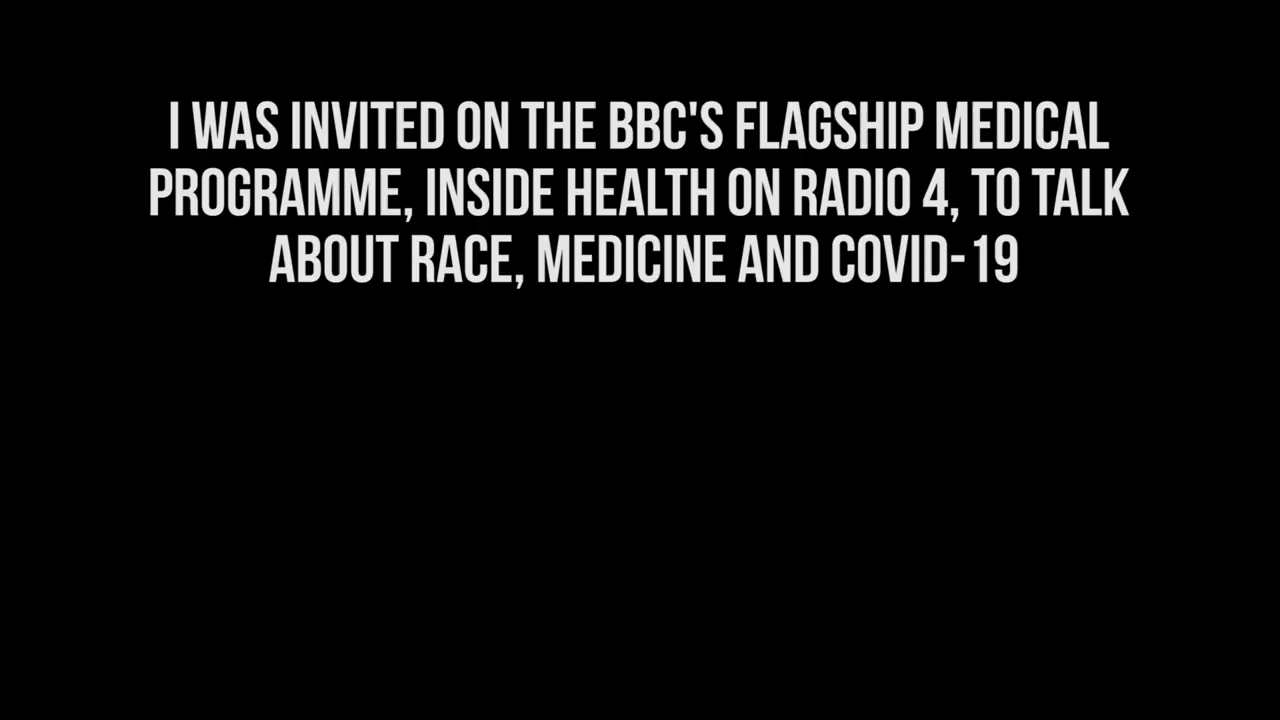 I WAS INVITED ON THE BBC'S FLAGSHIP MEDICAL
PROGRAMME, INSIDE HEALTH ON RADIO 4, TO TALK
ABOUT RACE, MEDICINE AND COVID-19